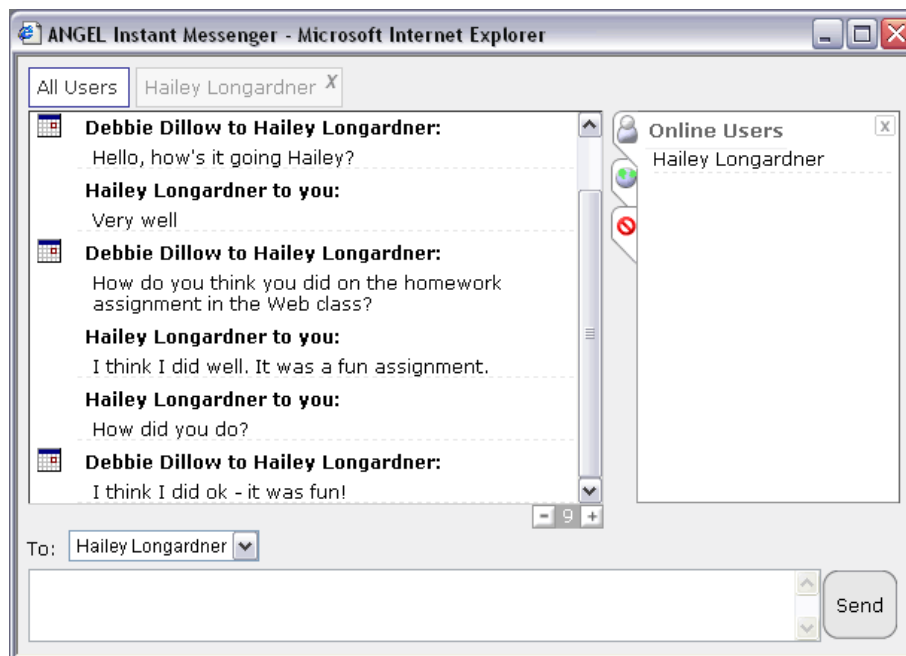 ANGEL Instant Messenger - Microsoft Internet Explorer
All Users
Hailey Longardner X
Debbie Dillow to Hailey Longardner:
Hello, how's it going Hailey?
Hailey Longardner to you:
Very well
Debbie Dillow to Hailey Longardner:
How do you think you did on the homework
assignment in the Web class?
Hailey Longardner to you:
I think I did well. It was a fun assignment.
Hailey Longardner to you:
How did you do?
Debbie Dillow to Hailey Longardner:
I think I did ok - it was fun!
Online Users
x
Hailey Longardner
- 9 +
To: Hailey Longardner
Send